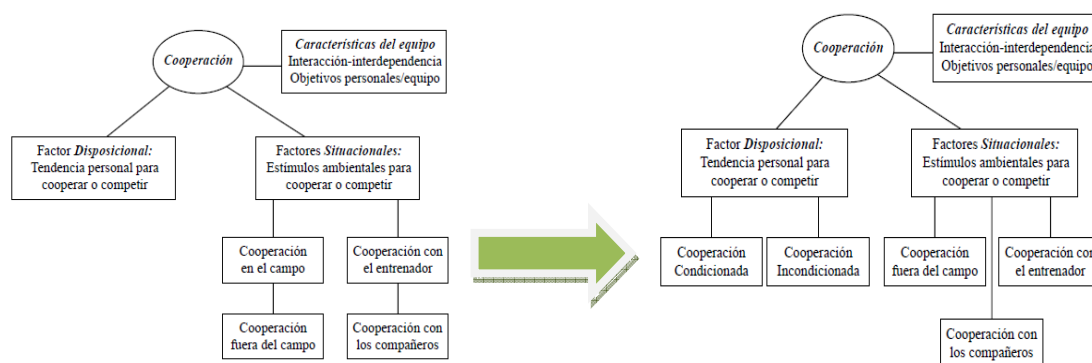 Cooperación
Características del equipo
Interacción-interdependencia
Objetivos personales/equipo
Factor Disposicional:
Tendencia personal para
cooperar o competir
Factores Situacionales:
Estímulos ambientales para
cooperar o competir
Cooperación
en el campo
Cooperación con
el entrenador
Cooperación
fuera del campo
Cooperación con
los compañeros
Cooperación
Características del equipo
Interacción-interdependencia
Objetivos personales/equipo
Factor Disposicional:
Tendencia personal para
cooperar o competir
Factores Situacionales:
Estímulos ambientales para
cooperar o competir
Cooperación
Condicionada
Cooperación
Incondicionada
Cooperación
fuera del campo
Cooperación con
el entrenador
Cooperación con
los compañeros